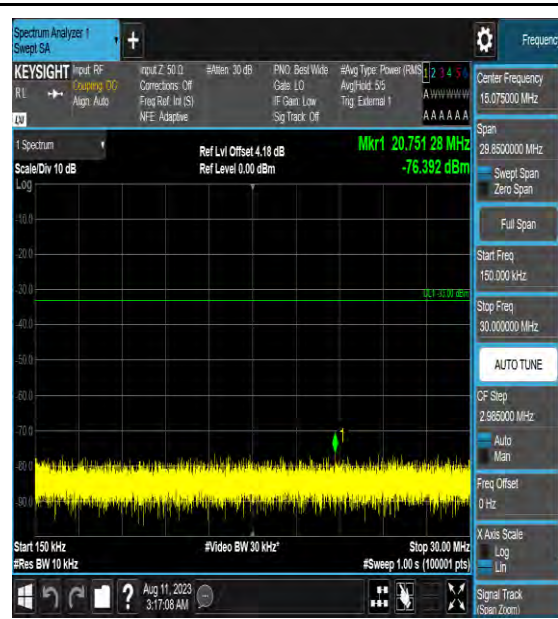 Spectrum Analyzer 1
Swept SA
Frequenc
KEYSIGHT
RL
LW
Input: RF
Coupling: DC
Align: Auto
Input Z: 50 Ω
Corrections: Off
Freq Ref: Int (S)
NFE: Adaptive
#Atten: 30 dB
PNO: Best Wide
Gate: LO
IF Gain: Low
Sig Track: Off
#Avg Type: Power (RMS
Avg|Hold: 5/5
Trig: External 1
1 2 3 4 5 6
A W W W W W
A A A A A A
1 Spectrum
Scale/Div 10 dB
Log
Ref Lvl Offset 4.18 dB
Ref Level 0.00 dBm
Mkr1 20.751 28 MHz
-76.392 dBm
-10.0
-20.0
-30.0
-40.0
-50.0
-60.0
-70.0
-80.0
-90.0
DL1 -33.00 dBm
1
Start 150 kHz
#Res BW 10 kHz
#Video BW 30 kHz*
Stop 30.00 MHz
#Sweep 1.00 s (100001 pts)
Center Frequency
15.075000 MHz
Span
29.8500000 MHz
Swept Span
Zero Span
Full Span
Start Freq
150.000 kHz
Stop Freq
30.000000 MHz
AUTO TUNE
CF Step
2.985000 MHz
Auto
Man
Freq Offset
0 Hz
X Axis Scale
Log
Lin
Signal Track
(Span Zoom)
?
Aug 11, 2023
3:17:08 AM